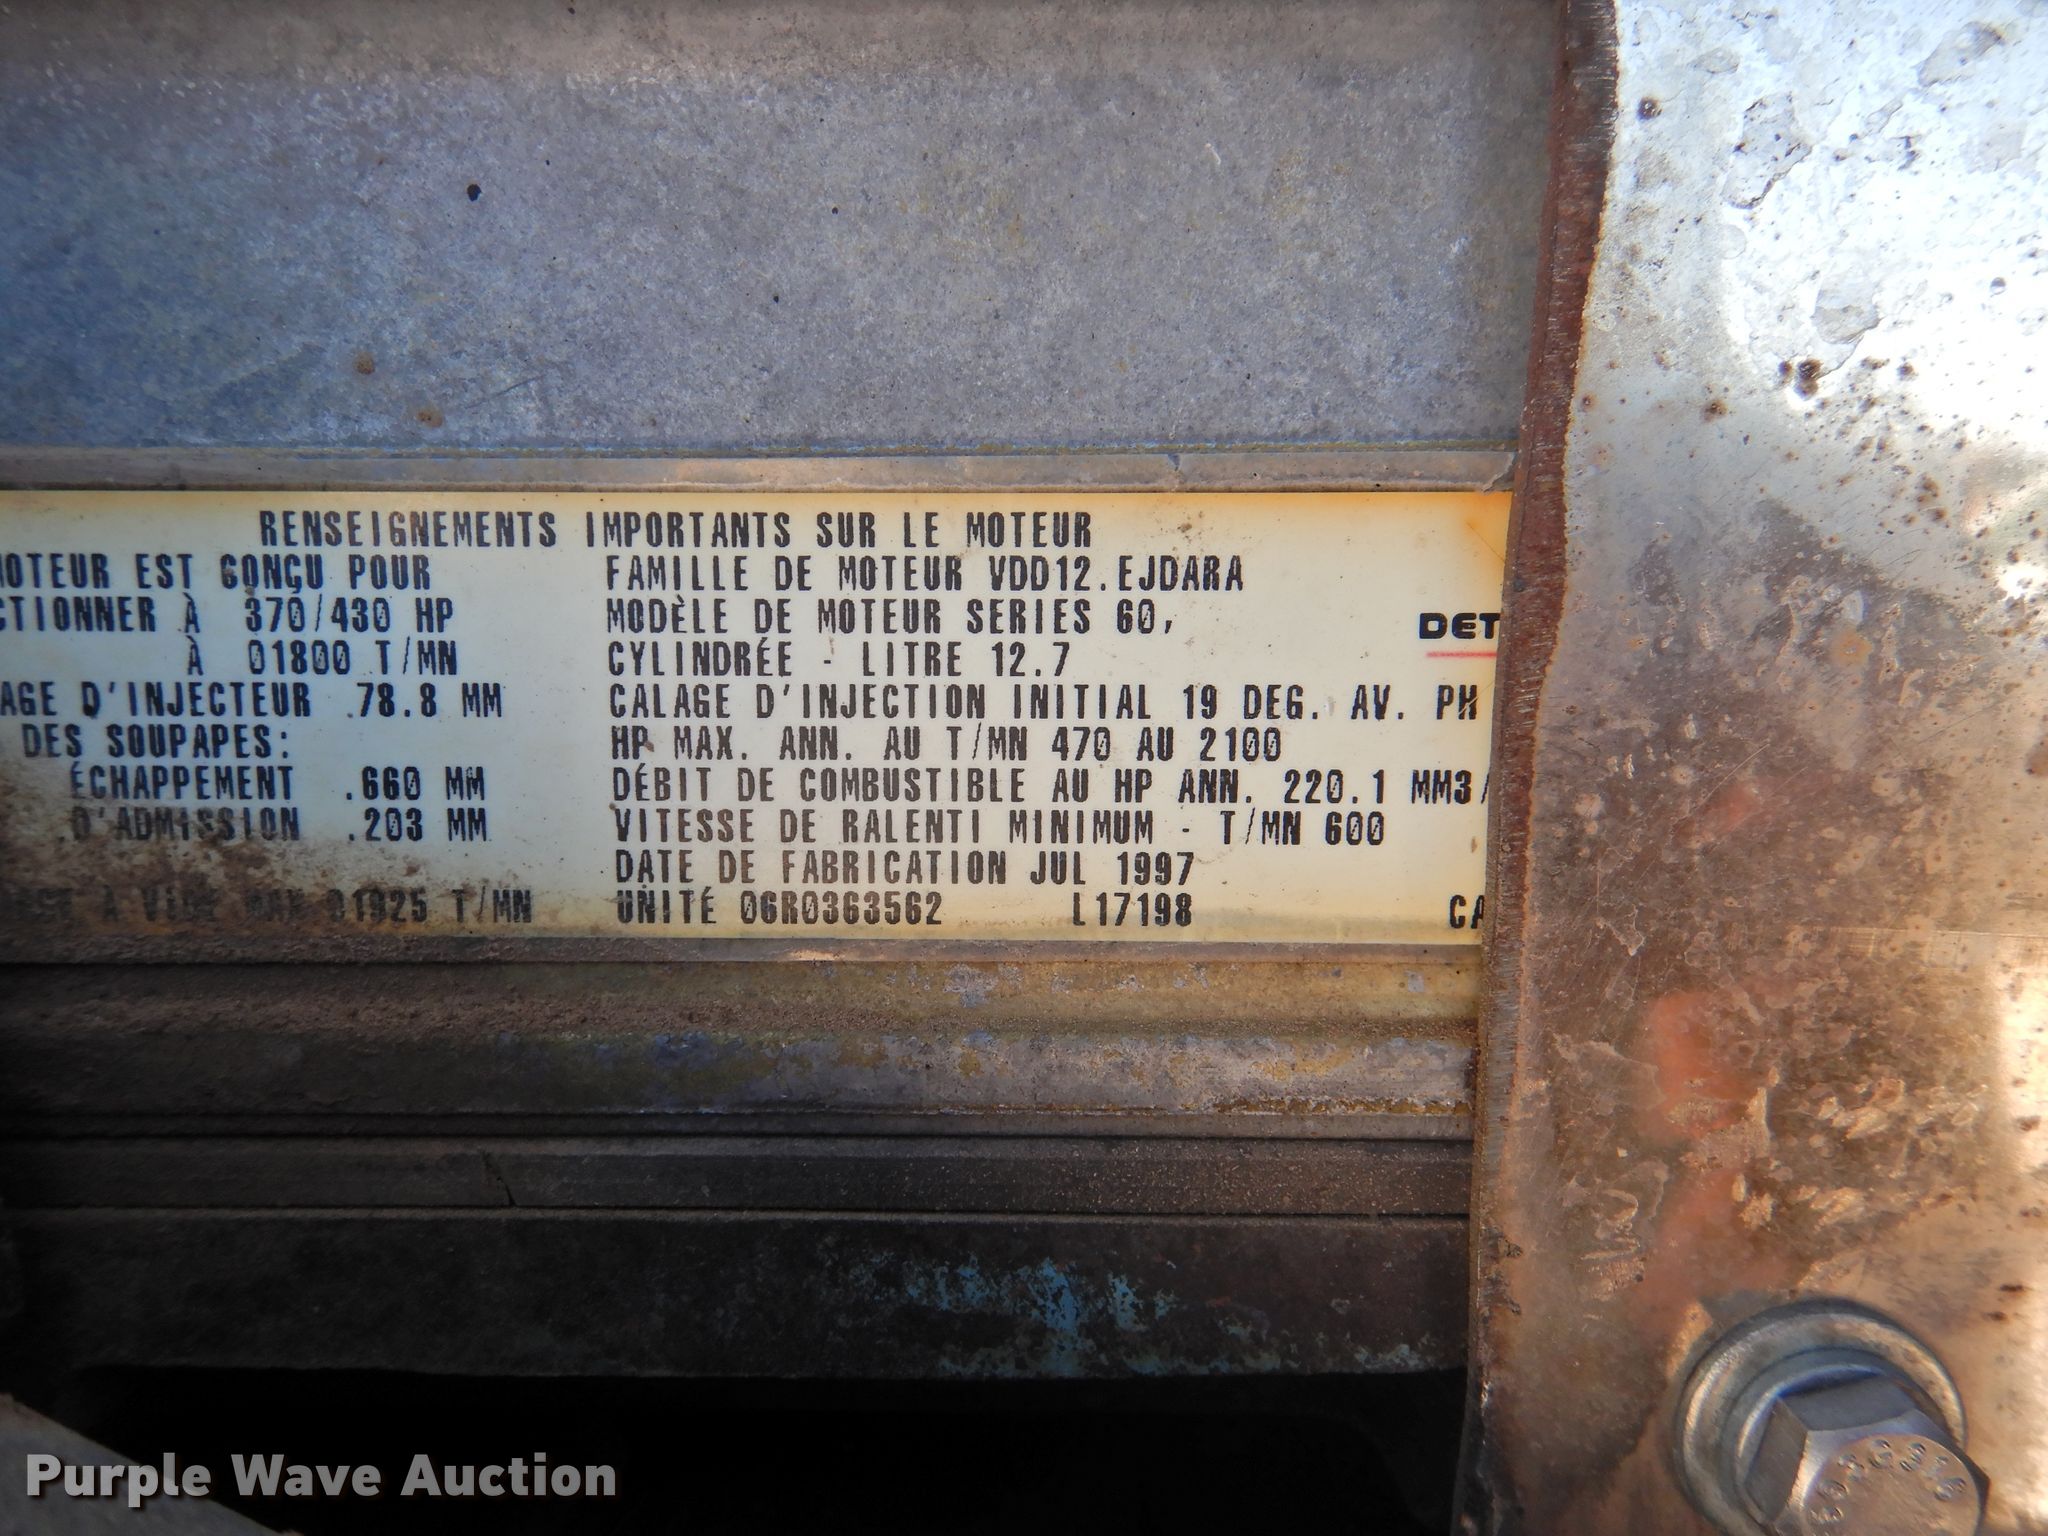 RENSEIGNEMENTS IMPORTANTS SUR LE MOTEUR
MOTEUR EST CONÇU POUR
CTIONNER À 370/430 HP
À 01800 T/MN
AGE D'INJECTEUR .78.8 MM
DES SOUPAPES:
ÉCHAPPEMENT .660 MM
D'ADMISSION .203 MM
À VIDE MAX 01925 T/MN
FAMILLE DE MOTEUR VDD12.EJDARA
MODÈLE DE MOTEUR SERIES 60,
CYLINDRÉE - LITRE 12.7
CALAGE D'INJECTION INITIAL 19 DEG. AV. PH
HP MAX. ANN. AU T/MN 470 AU 2100
DÉBIT DE COMBUSTIBLE AU HP ANN. 220.1 MM3/
VITESSE DE RALENTI MINIMUM - T/MN 600
DATE DE FABRICATION JUL 1997
UNITÉ 06R0363562 L17198
DET
CA
Purple Wave Auction